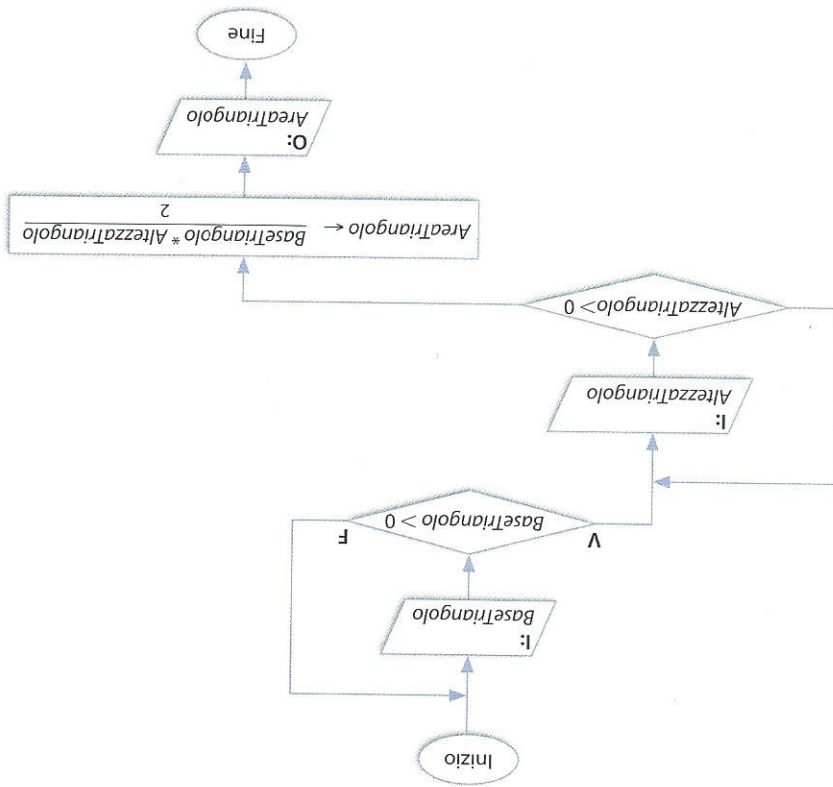 Inizio
I:
BaseTriangolo
BaseTriangolo > 0
V
F
I:
AltezzaTriangolo
AltezzaTriangolo> 0
AreaTriangolo ← BaseTriangolo * AltezzaTriangolo
2
O:
AreaTriangolo
Fine